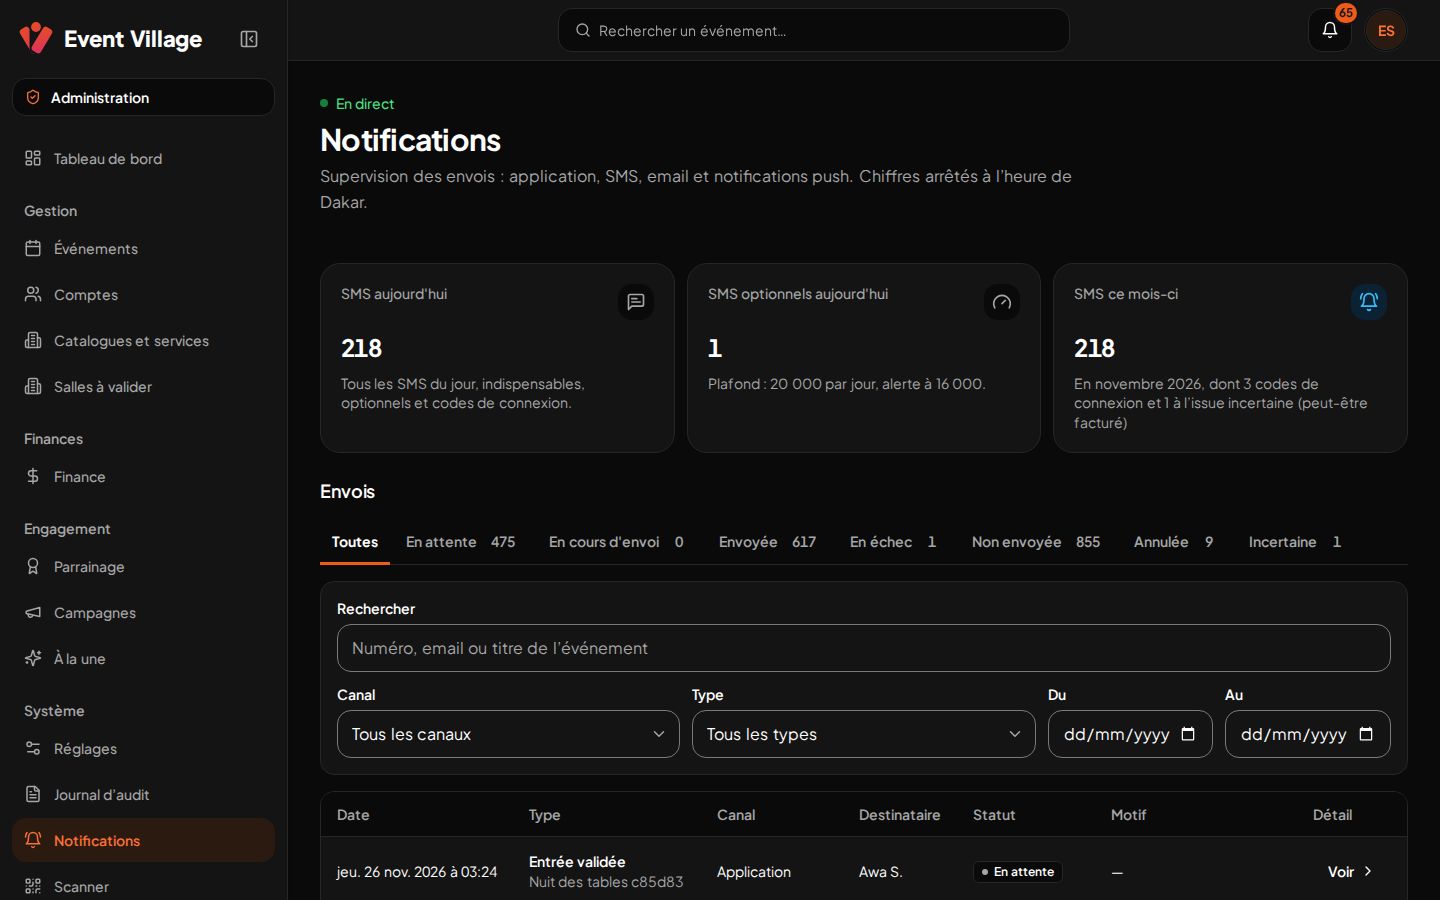 Event Village
Rechercher un événement...
65
ES
Administration
Tableau de bord
Gestion
Événements
Comptes
Catalogues et services
Salles à valider
Finances
Finance
Engagement
Parrainage
Campagnes
À la une
Système
Réglages
Journal d’audit
Notifications
Scanner
En direct
Notifications
Supervision des envois : application, SMS, email et notifications push. Chiffres arrêtés à l’heure de
Dakar.
SMS aujourd'hui
218
Tous les SMS du jour, indispensables,
optionnels et codes de connexion.
SMS optionnels aujourd'hui
1
Plafond : 20 000 par jour, alerte à 16 000.
SMS ce mois-ci
218
En novembre 2026, dont 3 codes de
connexion et 1 à l’issue incertaine (peut-être
facturé)
Envois
Toutes En attente 475 En cours d'envoi 0 Envoyée 617 En échec 1 Non envoyée 855 Annulée 9 Incertaine 1
Rechercher
Numéro, email ou titre de l’événement
Canal Type Du Au
Tous les canaux Tous les types dd/mm/yyyy dd/mm/yyyy
Date Type Canal Destinataire Statut Motif Détail
jeu. 26 nov. 2026 à 03:24 Entrée validée Application Awa S. En attente — Voir
Nuit des tables c85d83